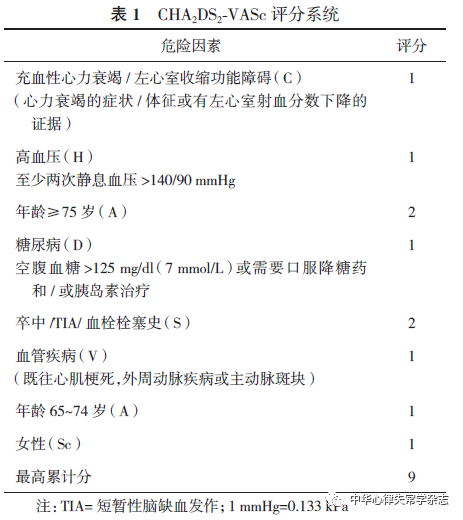 表 1 CHA₂DS₂-VASc 评分系统
危险因素 评分
充血性心力衰竭 / 左心室收缩功能障碍(C) 1
(心力衰竭的症状 / 体征或有左心室射血分数下降的
证据)
高血压(H) 1
至少两次静息血压 >140/90 mmHg
年龄≥75 岁(A) 2
糖尿病(D) 1
空腹血糖 >125 mg/dl(7 mmol/L)或需要口服降糖药
和 / 或胰岛素治疗
卒中 /TIA/ 血栓栓塞史(S) 2
血管疾病(V) 1
(既往心肌梗死,外周动脉疾病或主动脉斑块)
年龄 65~74 岁(A) 1
女性(Sc) 1
最高累计分 9
注:TIA= 短暂性脑缺血发作; 1 mmHg=0.133 kPa
中华心律失常学杂志